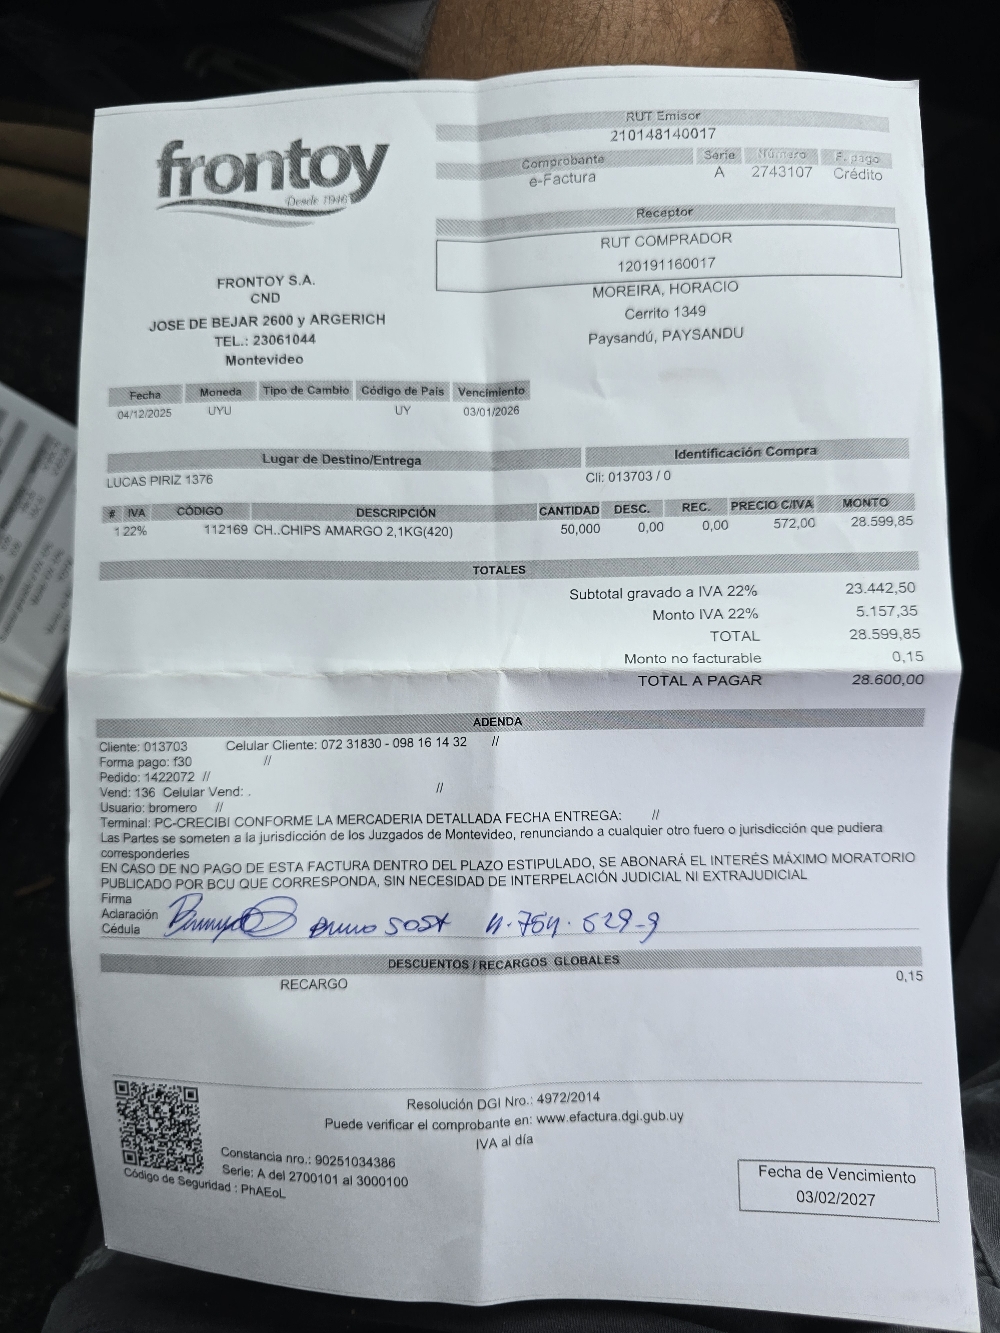 frontoy
Desde 1946
RUT Emisor
210148140017
Comprobante Serie Número F. pago
e-Factura A 2743107 Crédito
Receptor
RUT COMPRADOR
120191160017
MOREIRA, HORACIO
Cerrito 1349
Paysandú, PAYSANDU
FRONTOY S.A.
CND
JOSE DE BEJAR 2600 y ARGERICH
TEL.: 23061044
Montevideo
Fecha Moneda Tipo de Cambio Código de País Vencimiento
04/12/2025 UYU UY 03/01/2026
Lugar de Destino/Entrega Identificación Compra
LUCAS PIRIZ 1376 Cli: 013703 / 0
# IVA CÓDIGO DESCRIPCIÓN CANTIDAD DESC. REC. PRECIO C/IVA MONTO
1 22% 112169 CH..CHIPS AMARGO 2,1KG(420) 50,000 0,00 0,00 572,00 28.599,85
TOTALES
Subtotal gravado a IVA 22% 23.442,50
Monto IVA 22% 5.157,35
TOTAL 28.599,85
Monto no facturable 0,15
TOTAL A PAGAR 28.600,00
ADENDA
Cliente: 013703 Celular Cliente: 072 31830 - 098 16 14 32 //
Forma pago: f30 //
Pedido: 1422072 //
Vend: 136 Celular Vend: . //
Usuario: bromero //
Terminal: PC-CRECIBI CONFORME LA MERCADERIA DETALLADA FECHA ENTREGA: //
Las Partes se someten a la jurisdicción de los Juzgados de Montevideo, renunciando a cualquier otro fuero o jurisdicción que pudiera
corresponderles
EN CASO DE NO PAGO DE ESTA FACTURA DENTRO DEL PLAZO ESTIPULADO, SE ABONARÁ EL INTERÉS MÁXIMO MORATORIO
PUBLICADO POR BCU QUE CORRESPONDA, SIN NECESIDAD DE INTERPELACIÓN JUDICIAL NI EXTRAJUDICIAL
Firma
Aclaración Bruno SOSA 4.754.629-9
Cédula
DESCUENTOS / RECARGOS GLOBALES
RECARGO 0,15
Resolución DGI Nro.: 4972/2014
Puede verificar el comprobante en: www.efactura.dgi.gub.uy
IVA al día
Constancia nro.: 90251034386
Serie: A del 2700101 al 3000100
Código de Seguridad : PhAEoL
Fecha de Vencimiento
03/02/2027